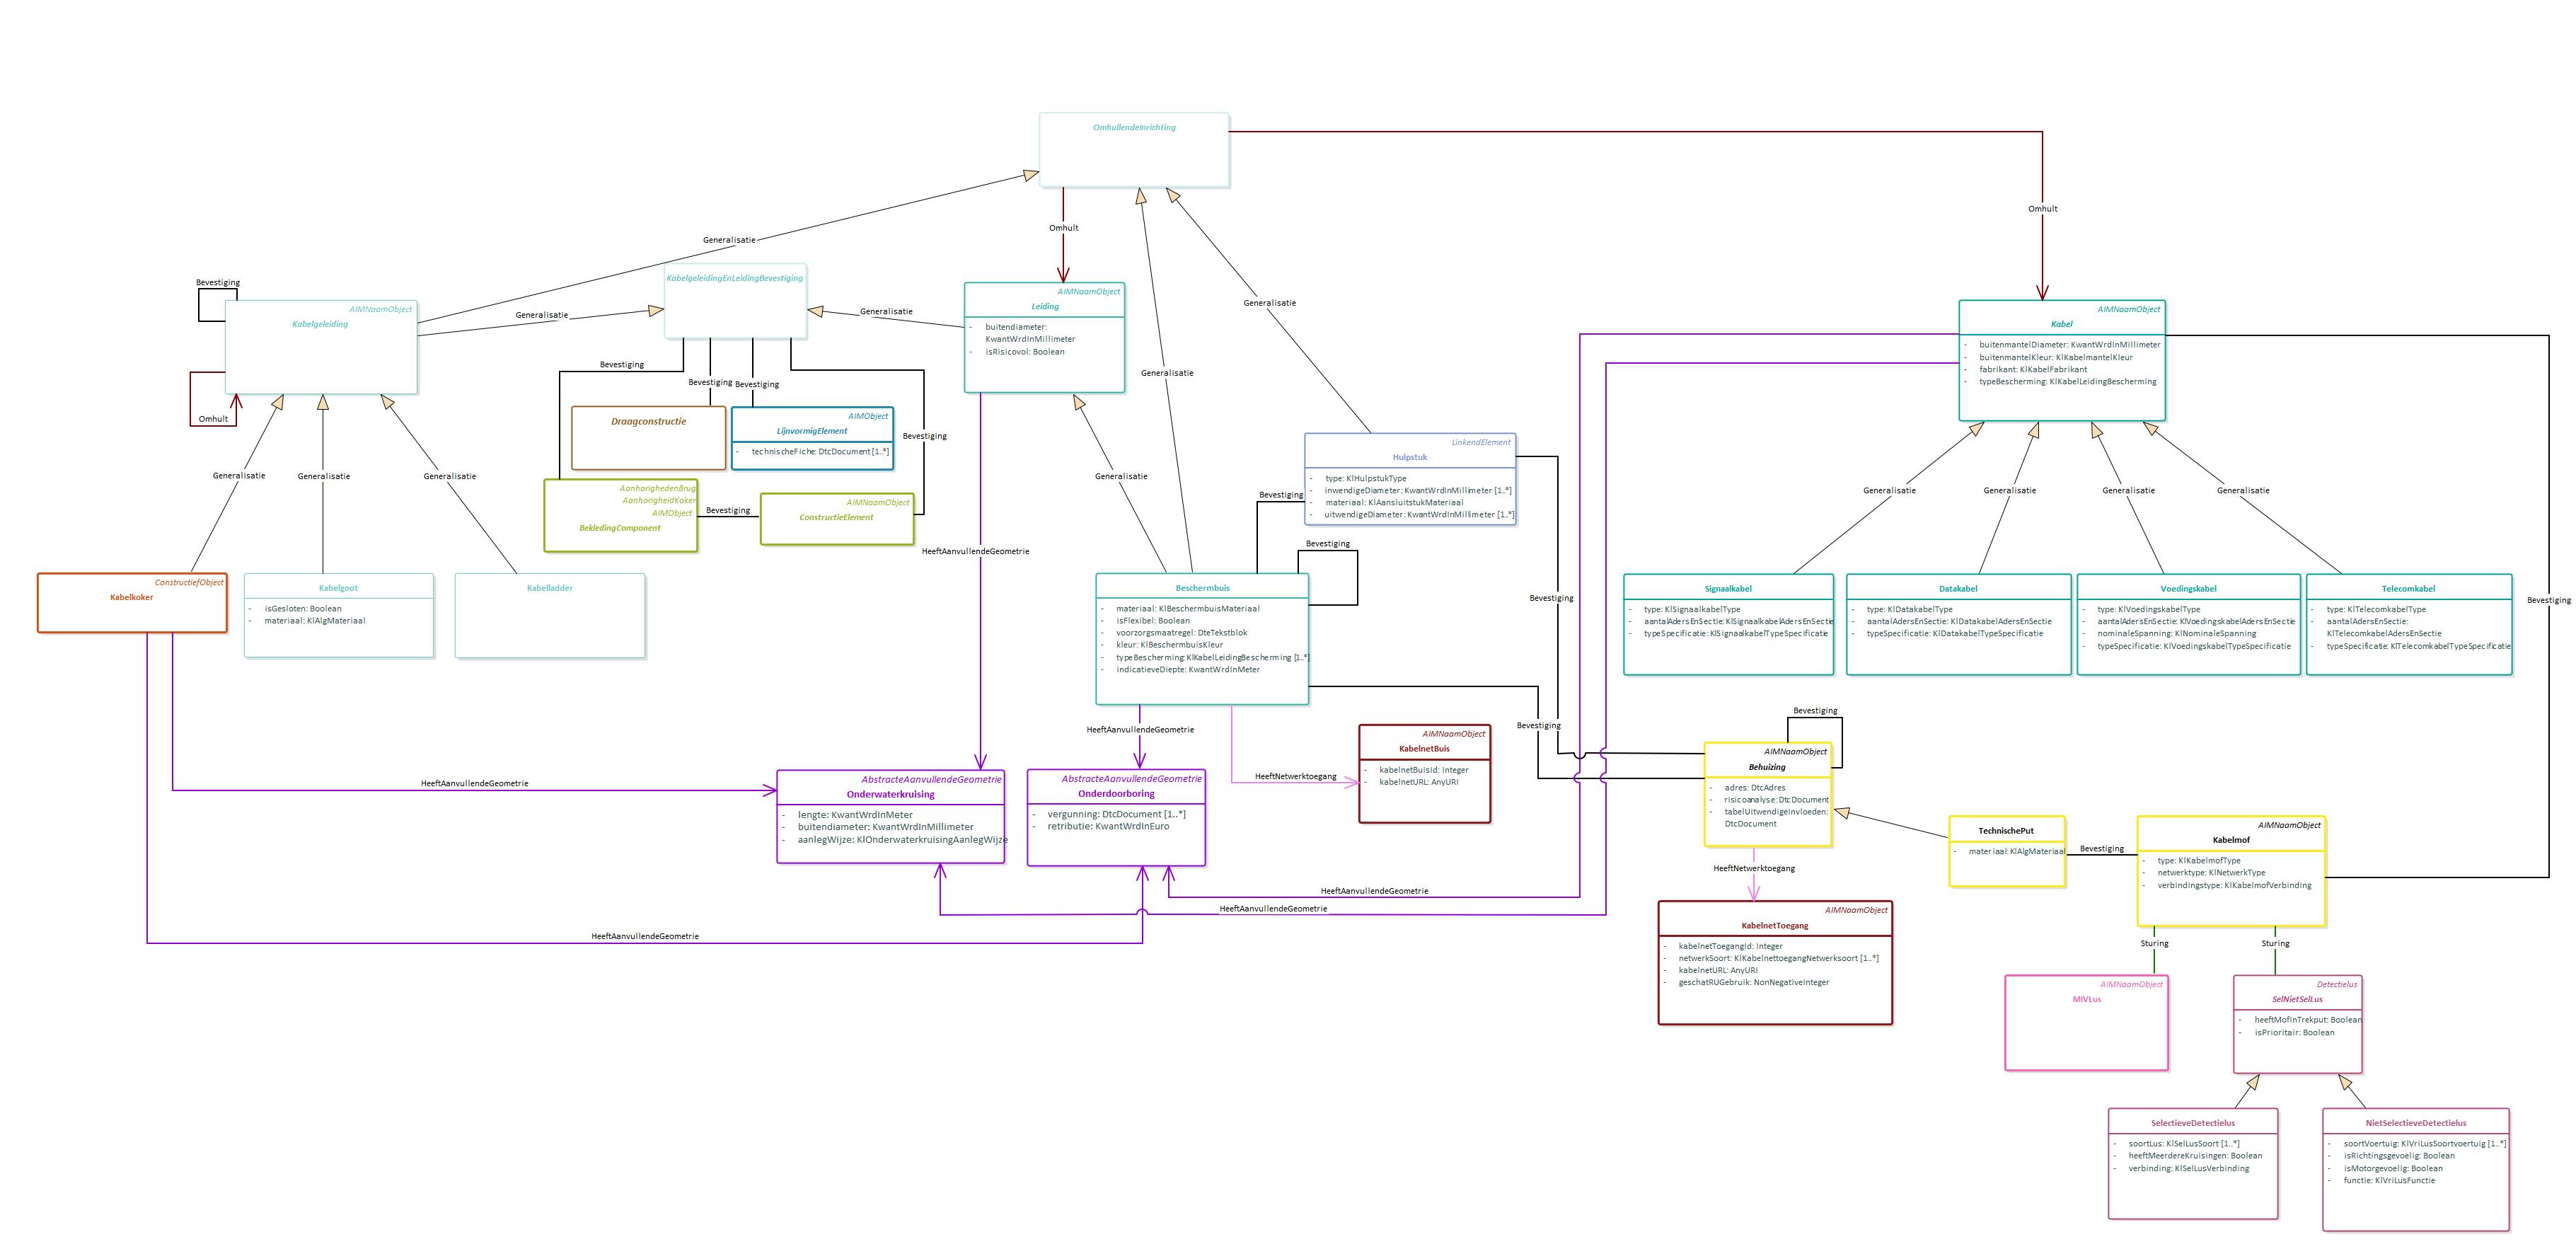 OmhullendeInrichting
Omhult
Omhult
Generalisatie
KabelgeleidingEnLeidingBevestiging
Bevestiging
AIMNaamObject
Kabelgeleiding
Omhult
Generalisatie
Generalisatie
AIMNaamObject
Leiding
- buitendiameter:
KwantWrdInMillimeter
- isRisicovol: Boolean
Generalisatie
Generalisatie
AIMNaamObject
Kabel
- buitenmantelDiameter: KwantWrdInMillimeter
- buitenmantelKleur: KlKabelmantelKleur
- fabrikant: KlKabelFabrikant
- typeBescherming: KlKabelLeidingBescherming
Bevestiging
Bevestiging
Bevestiging
Bevestiging
Draagconstructie
AIMObject
LijnvormigElement
- technischeFiche: DtcDocument [1..*]
AanhorighedenBrug
AanhorigheidKoker
AIMObject
BekledingComponent
Bevestiging
AIMNaamObject
ConstructieElement
Generalisatie
Generalisatie
Generalisatie
Generalisatie
LinkendElement
Hulpstuk
- type: KlHulpstukType
- inwendigeDiameter: KwantWrdInMillimeter [1..*]
- materiaal: KlAansluitstukMateriaal
- uitwendigeDiameter: KwantWrdInMillimeter [1..*]
Bevestiging
Bevestiging
Generalisatie
Generalisatie
Generalisatie
Generalisatie
HeeftAanvullendeGeometrie
ConstructiefObject
Kabelkoker
Kabelgoot
- isGesloten: Boolean
- materiaal: KlAlgMateriaal
Kabelladder
Beschermbuis
- materiaal: KlBeschermbuisMateriaal
- isFlexibel: Boolean
- voorzorgsmaatregel: DteTekstblok
- kleur: KlBeschermbuisKleur
- typeBescherming: KlKabelLeidingBescherming [1..*]
- indicatieveDiepte: KwantWrdInMeter
Bevestiging
Signaalkabel
- type: KlSignaalkabelType
- aantalAdersEnSectie: KlSignaalkabelAdersEnSectie
- typeSpecificatie: KlSignaalkabelTypeSpecificatie
Datakabel
- type: KlDatakabelType
- aantalAdersEnSectie: KlDatakabelAdersEnSectie
- typeSpecificatie: KlDatakabelTypeSpecificatie
Voedingskabel
- type: KlVoedingskabelType
- aantalAdersEnSectie: KlVoedingskabelAdersEnSectie
- nominaleSpanning: KlNominaleSpanning
- typeSpecificatie: KlVoedingskabelTypeSpecificatie
Telecomkabel
- type: KlTelecomkabelType
- aantalAdersEnSectie:
KlTelecomkabelAdersEnSectie
- typeSpecificatie: KlTelecomkabelTypeSpecificatie
Bevestiging
HeeftAanvullendeGeometrie
Bevestiging
HeeftNetwerktoegang
AIMNaamObject
KabelnetBuis
- kabelnetBuisId: Integer
- kabelnetURL: AnyURI
HeeftAanvullendeGeometrie
AbstracteAanvullendeGeometrie
Onderwaterkruising
- lengte: KwantWrdInMeter
- buitendiameter: KwantWrdInMillimeter
- aanlegWijze: KlOnderwaterkruisingAanlegWijze
AbstracteAanvullendeGeometrie
Onderdoorboring
- vergunning: DtcDocument [1..*]
- retributie: KwantWrdInEuro
Bevestiging
AIMNaamObject
Behuizing
- adres: DtcAdres
- risicoanalyse: DtcDocument
- tabelUitwendigeInvloeden:
DtcDocument
TechnischePut
- materiaal: KlAlgMateriaal
Bevestiging
AIMNaamObject
Kabelmof
- type: KlKabelmofType
- netwerktype: KlNetwerkType
- verbindingstype: KlKabelmofVerbinding
HeeftNetwerktoegang
HeeftAanvullendeGeometrie
HeeftAanvullendeGeometrie
HeeftAanvullendeGeometrie
AIMNaamObject
KabelnetToegang
- kabelnetToegangId: Integer
- netwerkSoort: KlKabelnettoegangNetwerksoort [1..*]
- kabelnetURL: AnyURI
- geschatRUGebruik: NonNegativeInteger
Sturing
Sturing
AIMNaamObject
MIVLus
Detectielus
SelNietSelLus
- heeftMofInTrekput: Boolean
- isPrioritair: Boolean
SelectieveDetectielus
- soortLus: KlSelLusSoort [1..*]
- heeftMeerdereKruisingen: Boolean
- verbinding: KlSelLusVerbinding
NietSelectieveDetectielus
- soortVoertuig: KlVriLusSoortvoertuig [1..*]
- isRichtingsgevoelig: Boolean
- isMotorgevoelig: Boolean
- functie: KlVriLusFunctie